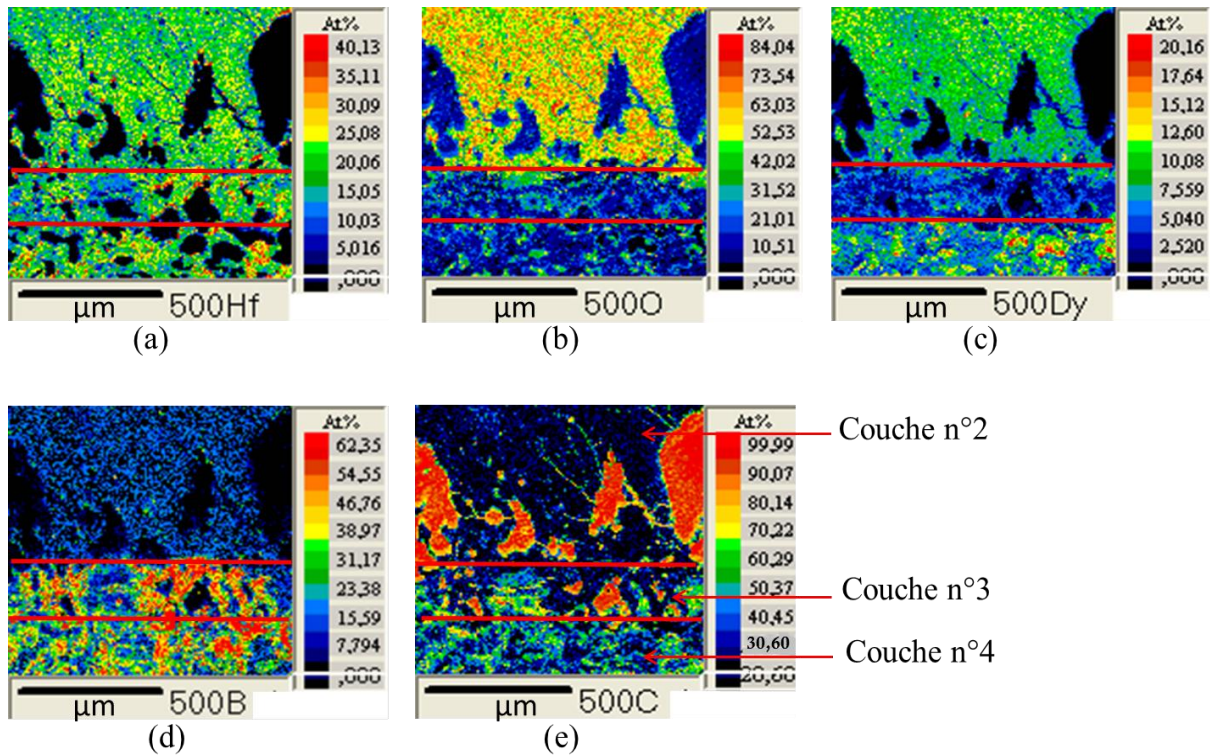 At%
40,13
35,11
30,09
25,08
20,06
15,05
10,03
5,016
,000
µm 500Hf
(a)
At%
84,04
73,54
63,03
52,53
42,02
31,52
21,01
10,51
,000
µm 500O
(b)
At%
20,16
17,64
15,12
12,60
10,08
7,559
5,040
2,520
,000
µm 500Dy
(c)
At%
62,35
54,55
46,76
38,97
31,17
23,38
15,59
7,794
,000
µm 500B
(d)
At%
99,99
90,07
80,14
70,22
60,29
50,37
40,45
30,60
20,60
µm 500C
(e)
Couche n°2
Couche n°3
Couche n°4